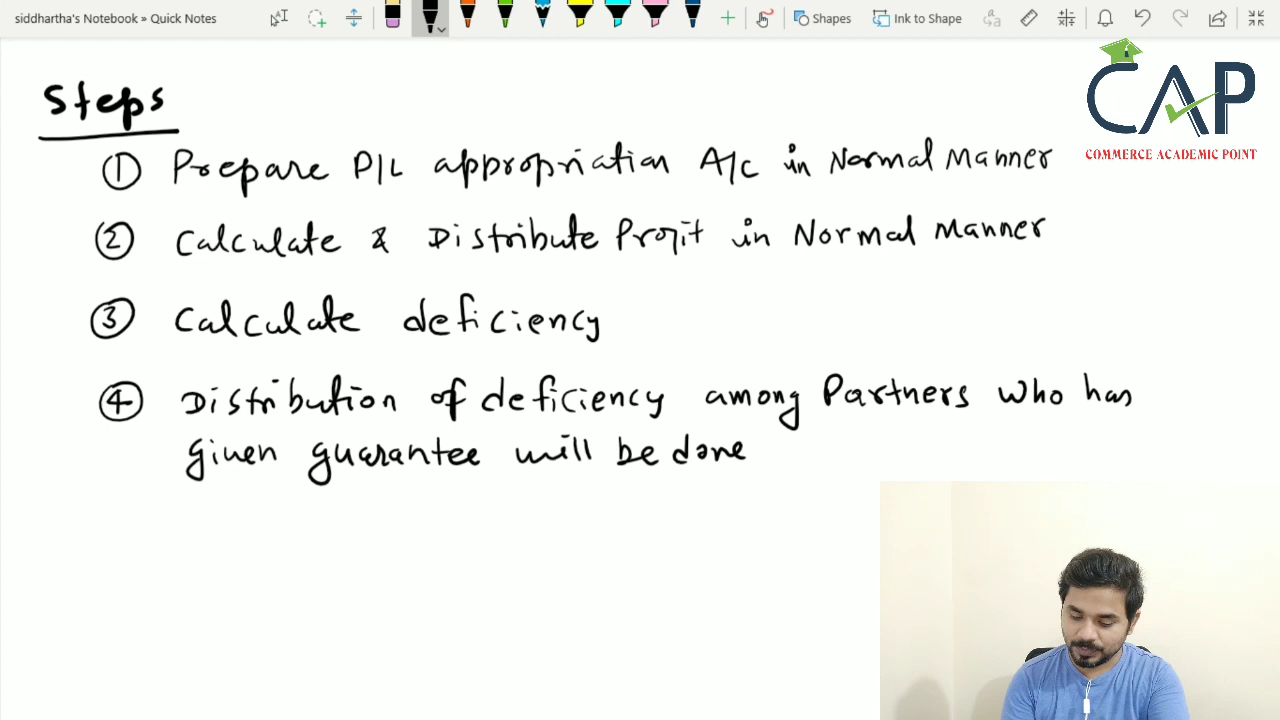 siddhartha's Notebook » Quick Notes
Shapes
Ink to Shape
CAP
COMMERCE ACADEMIC POINT
Steps
① Prepare P/L appropriation A/C in Normal Manner
② Calculate & Distribute Profit in Normal Manner
③ Calculate deficiency
④ Distribution of deficiency among Partners who has
given guarantee will be done